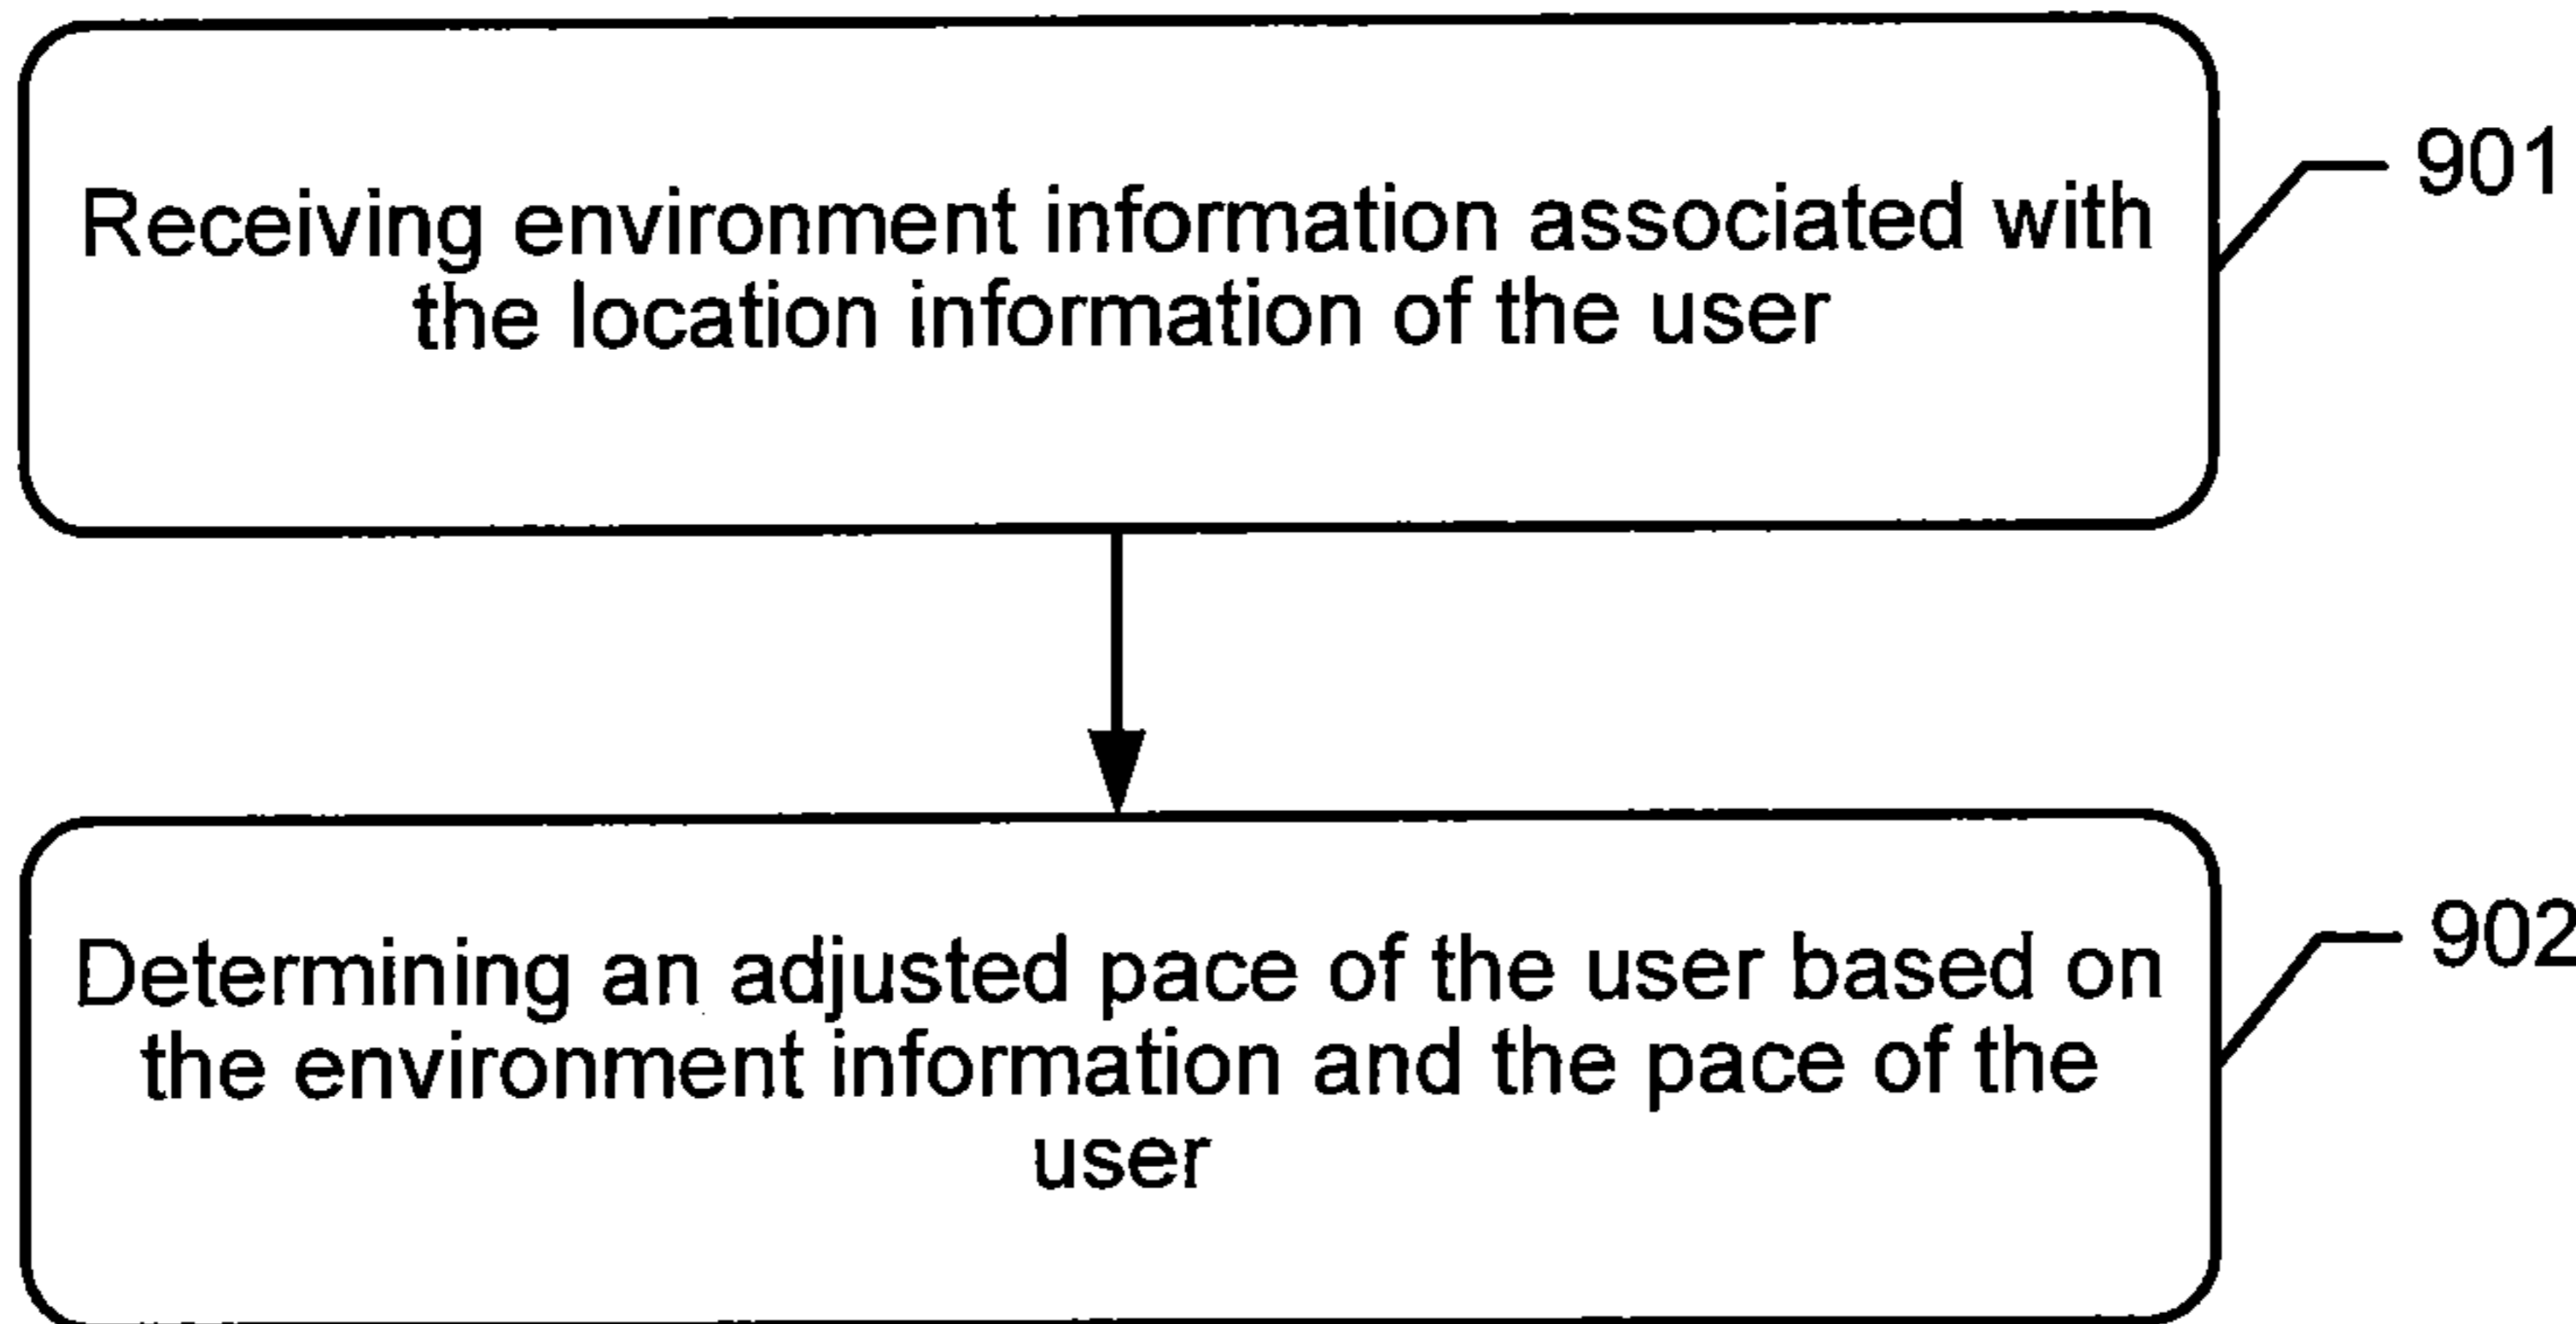 Receiving environment information associated with
the location information of the user
901
Determining an adjusted pace of the user based on
the environment information and the pace of the
user
902